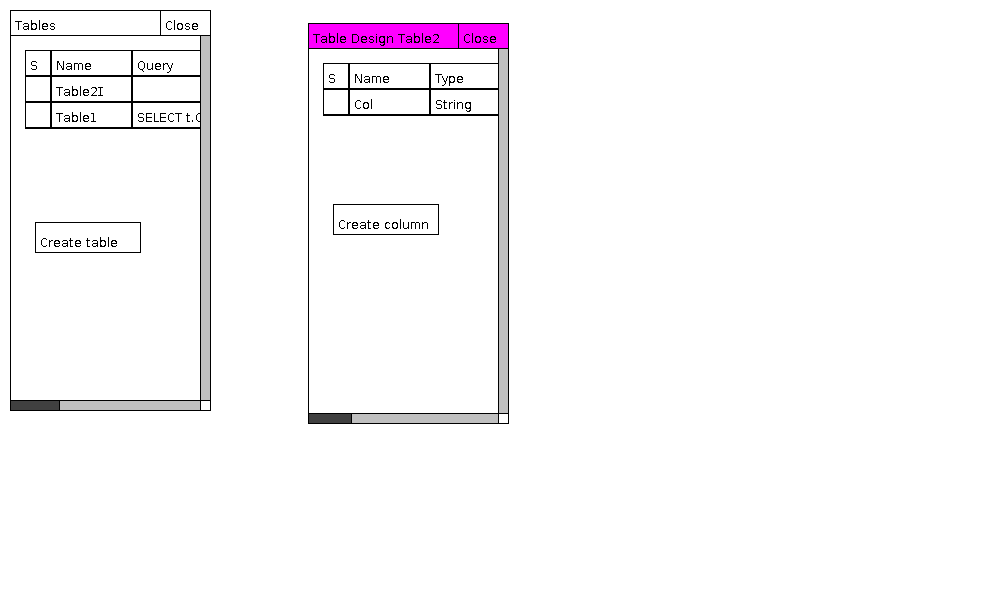 Tables Close
S Name Query
Table2I
Table1 SELECT t.
Create table
Table Design Table2 Close
S Name Type
Col String
Create column